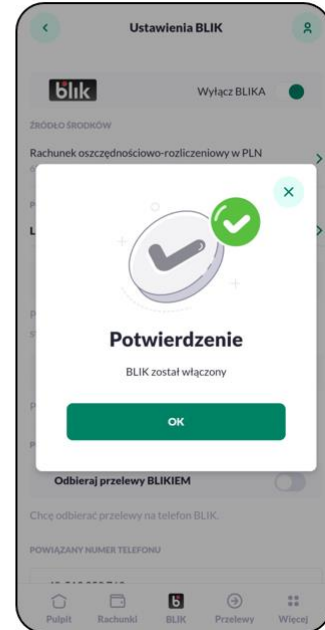 Ustawienia BLIK
blik
Wyłącz BLIKA
ŹRÓDŁO ŚRODKÓW
Rachunek oszczędnościowo-rozliczeniowy w PLN
Potwierdzenie
BLIK został włączony
OK
Odbieraj przelewy BLIKIEM
Chcę odbierać przelewy na telefon BLIK.
POWIĄZANY NUMER TELEFONU
Pulpit
Rachunki
BLIK
Przelewy
Więcej